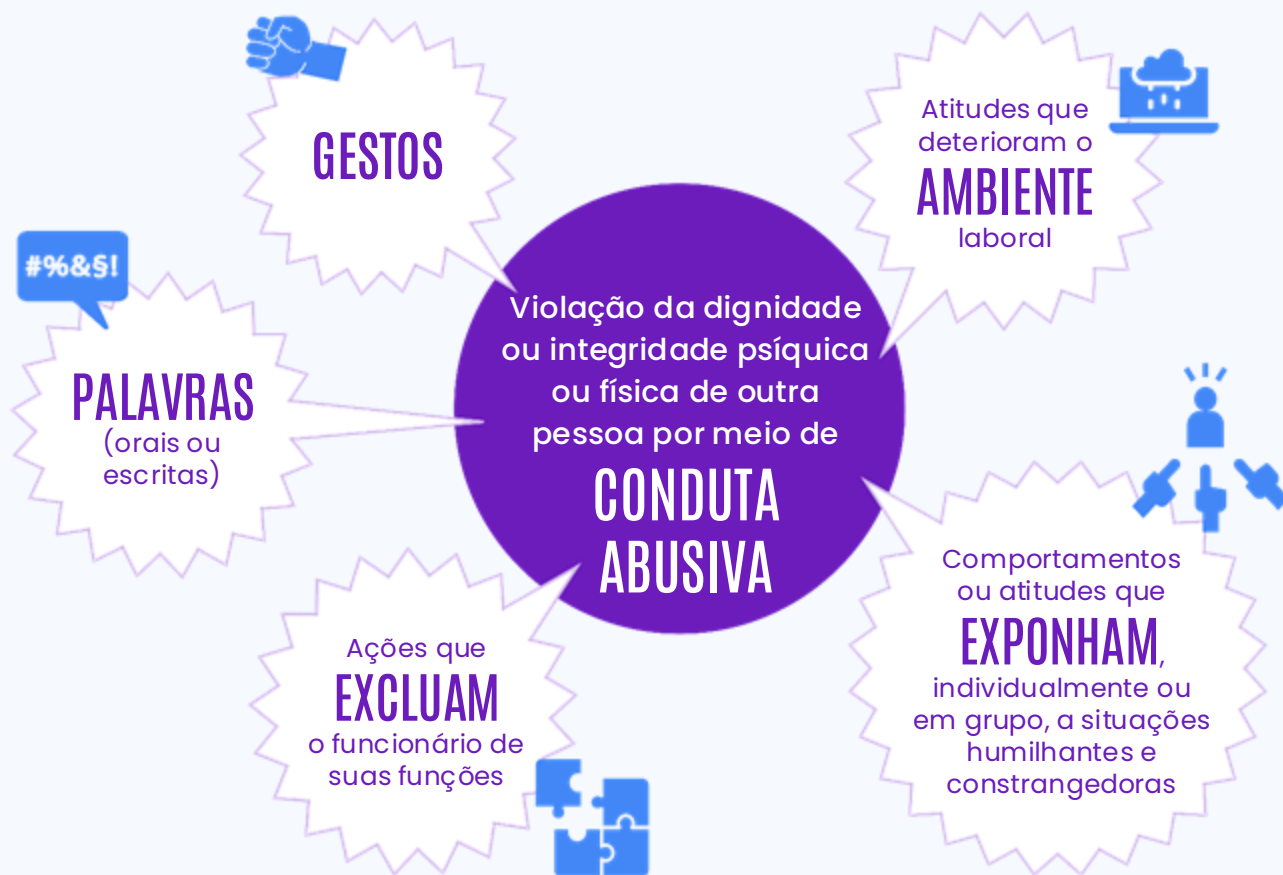 GESTOS
Atitudes que
deterioram o
AMBIENTE
laboral
#%&§!
PALAVRAS
(orais ou
escritas)
Violação da dignidade
ou integridade psíquica
ou física de outra
pessoa por meio de
CONDUTA
ABUSIVA
Ações que
EXCLUAM
o funcionário de
suas funções
Comportamentos
ou atitudes que
EXPONHAM,
individualmente ou
em grupo, a situações
humilhantes e
constrangedoras